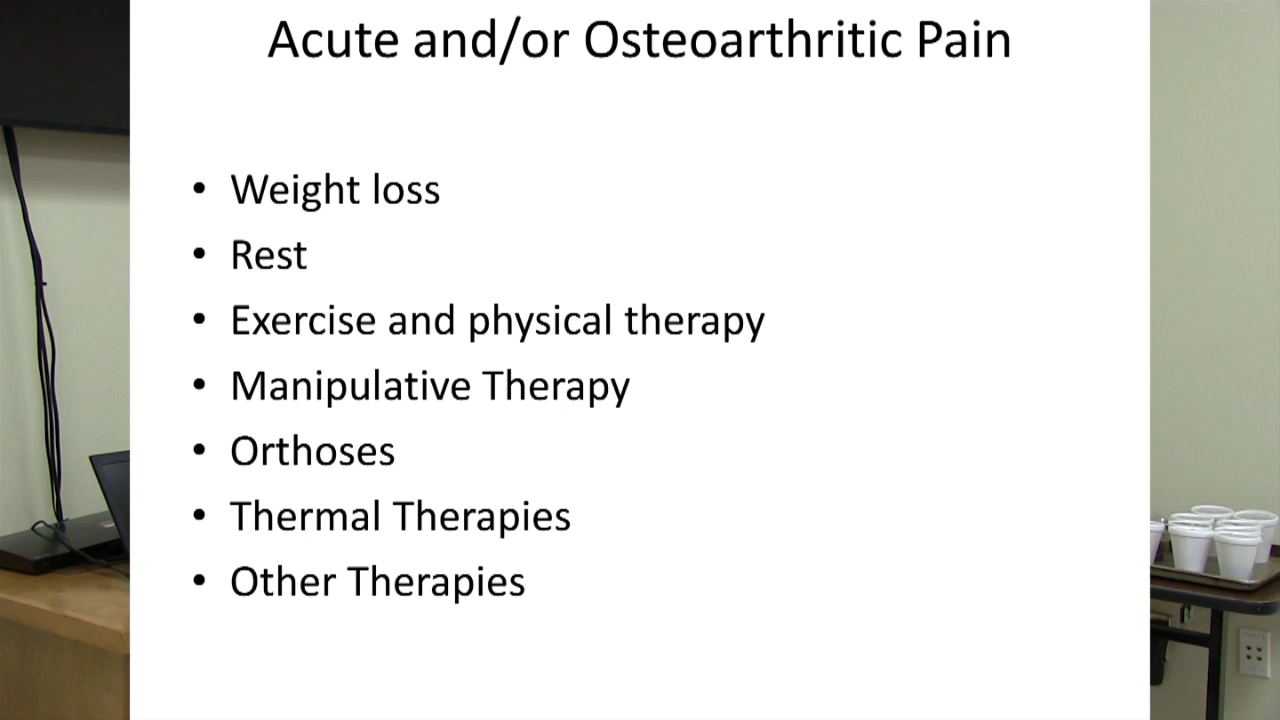 Acute and/or Osteoarthritic Pain
• Weight loss
• Rest
• Exercise and physical therapy
• Manipulative Therapy
• Orthoses
• Thermal Therapies
• Other Therapies